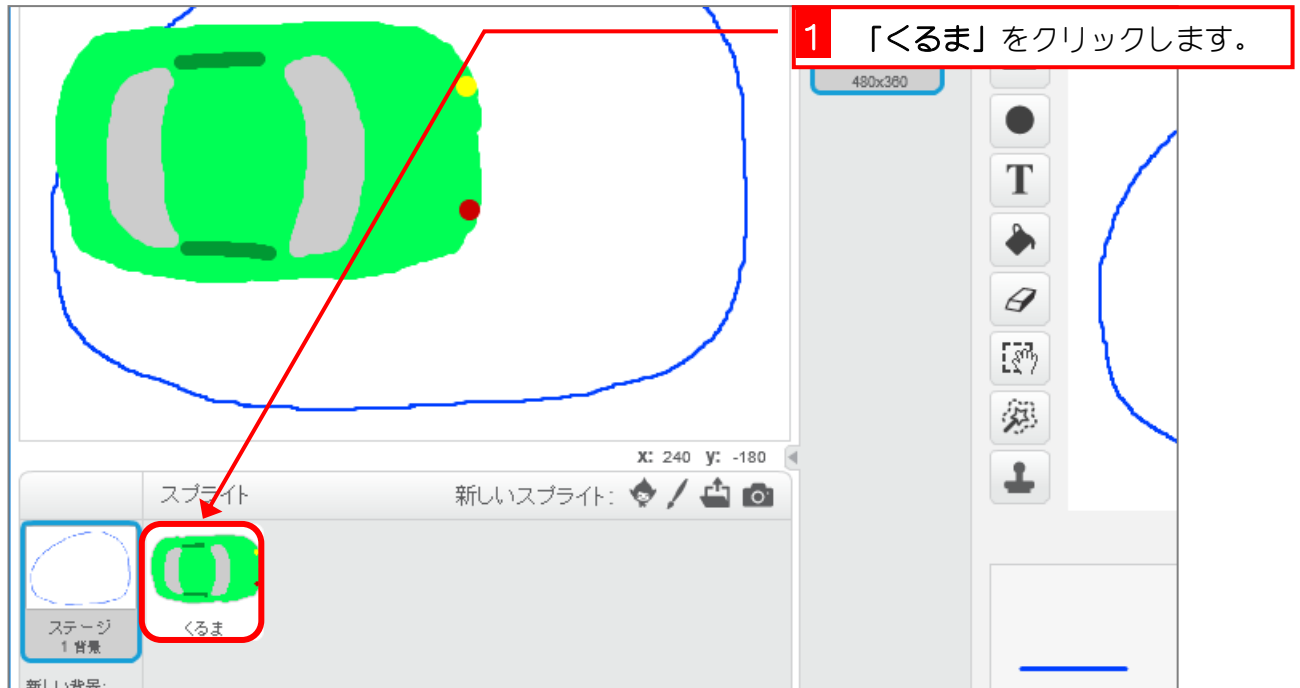 1 「くるま」をクリックします。
480x360
T
x: 240 y: -180
スプライト 新しいスプライト:
ステージ
1 背景
くるま
新しい背景: